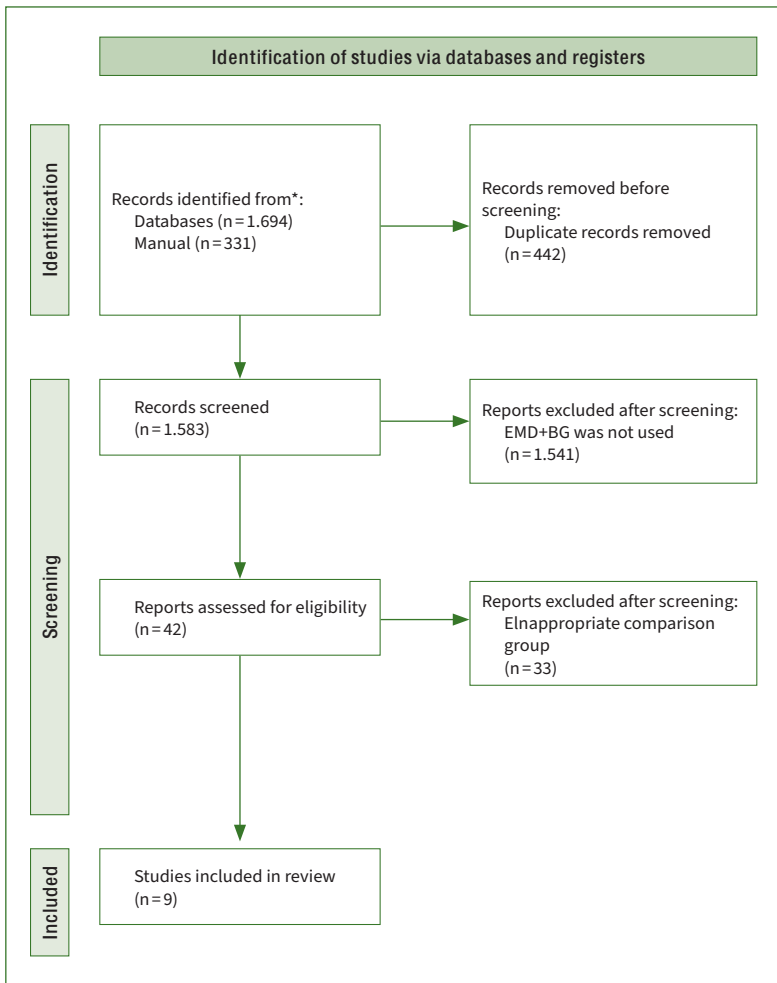 Identification of studies via databases and registers
Identification
Records identified from*:
Databases (n=1.694)
Manual (n=331)
Records removed before
screening:
Duplicate records removed
(n=442)
Screening
Records screened
(n=1.583)
Reports excluded after screening:
EMD+BG was not used
(n=1.541)
Reports assessed for eligibility
(n=42)
Reports excluded after screening:
EInappropriate comparison
group
(n=33)
Included
Studies included in review
(n=9)